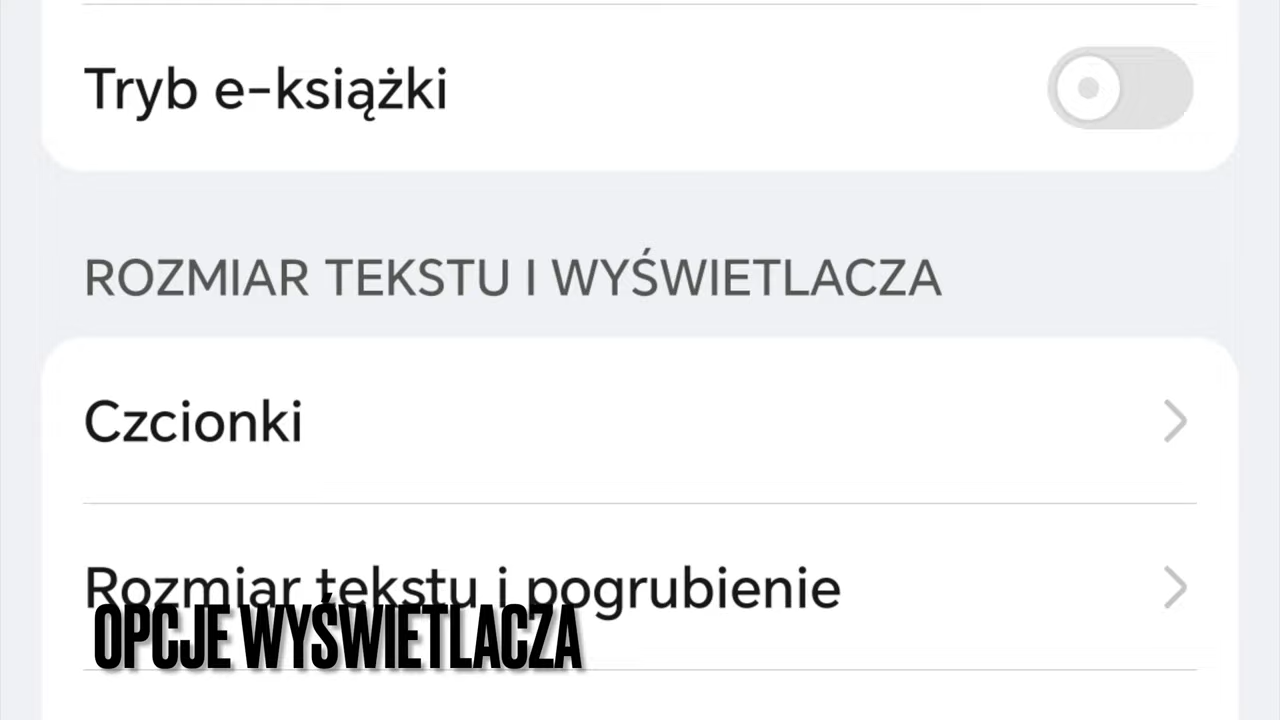 Tryb e-książki
ROZMIAR TEKSTU I WYŚWIETLACZA
Czcionki
Rozmiar tekstu i pogrubienie
OPCJE WYŚWIETLACZA